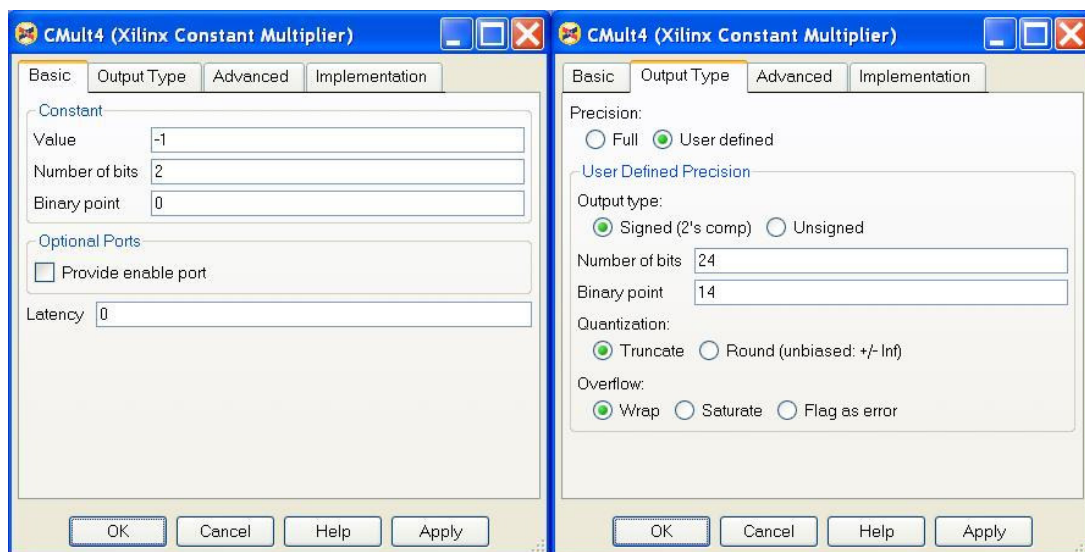 CMult4 (Xilinx Constant Multiplier)
Basic Output Type Advanced Implementation
Constant
Value -1
Number of bits 2
Binary point 0
Optional Ports
Provide enable port
Latency 0
OK Cancel Help Apply
CMult4 (Xilinx Constant Multiplier)
Basic Output Type Advanced Implementation
Precision:
Full User defined
User Defined Precision
Output type:
Signed (2's comp) Unsigned
Number of bits 24
Binary point 14
Quantization:
Truncate Round (unbiased: +/- Inf)
Overflow:
Wrap Saturate Flag as error
OK Cancel Help Apply